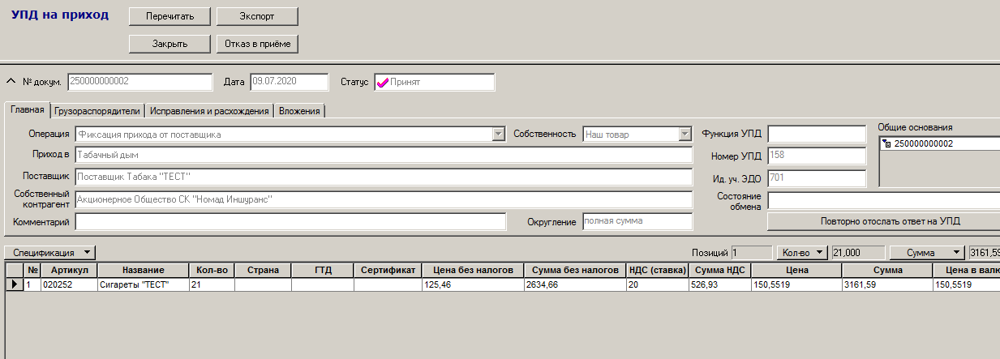 УПД на приход
Перечитать Экспорт
Закрыть Отказ в приёме
№ докум. 250000000002 Дата 09.07.2020 Статус Принят
Главная Грузораспорядители Исправления и расхождения Вложения
Операция Фиксация прихода от поставщика Собственность Наш товар Функция УПД Общие основания
250000000002
Приход в Табачный дым Номер УПД 158
Поставщик Поставщик Табака "ТЕСТ" Ид. уч. ЭДО 701
Собственный контрагент Акционерное Общество СК "Номад Иншуранс" Состояние обмена
Комментарий Округление полная сумма Повторно отослать ответ на УПД
Спецификация Позиций 1 Кол-во 21,000 Сумма 3161,59
№ Артикул Название Кол-во Страна ГТД Сертификат Цена без налогов Сумма без налогов НДС (ставка) Сумма НДС Цена Сумма Цена в валю
1 020252 Сигареты "ТЕСТ" 21 125,46 2634,66 20 526,93 150,5519 3161,59 150,5519